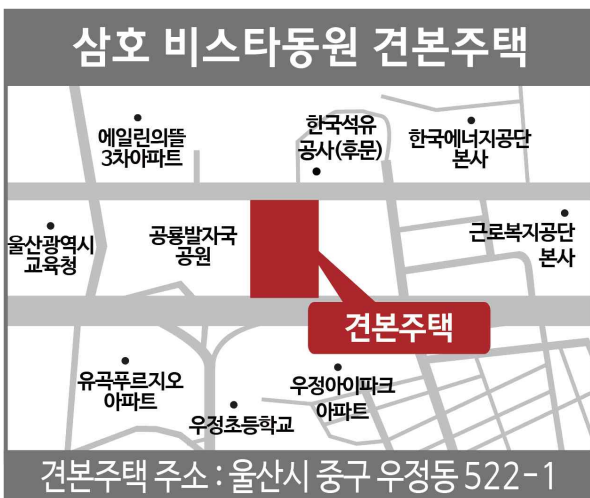 삼호 비스타동원 견본주택
에일린의뜰
3차아파트
한국석유
공사(후문)
한국에너지공단
본사
울산광역시
교육청
공룡발자국
공원
근로복지공단
본사
견본주택
유곡푸르지오
아파트
우정초등학교
우정아이파크
아파트
견본주택 주소 : 울산시 중구 우정동 522-1